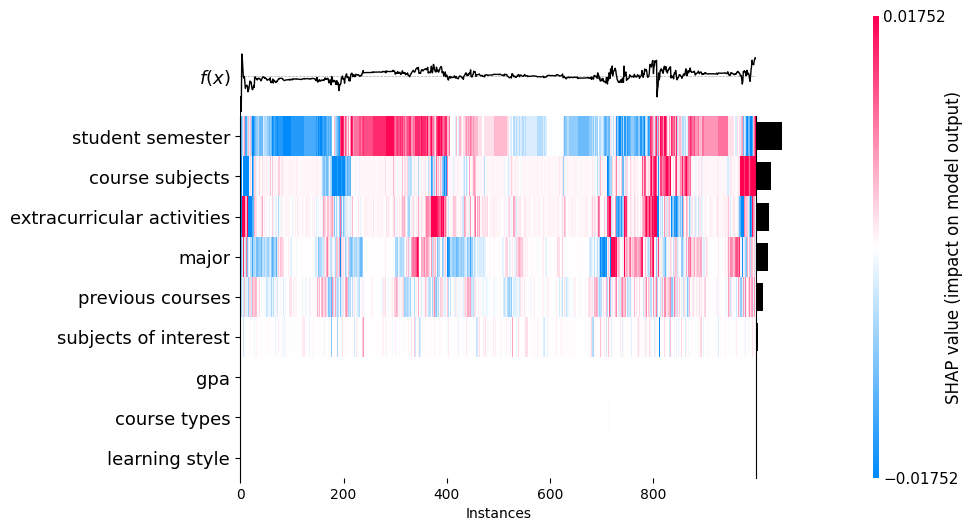 0.01752
f(x)
student semester
course subjects
extracurricular activities
major
previous courses
subjects of interest
gpa
course types
learning style
0 200 400 600 800
Instances
SHAP value (impact on model output)
−0.01752